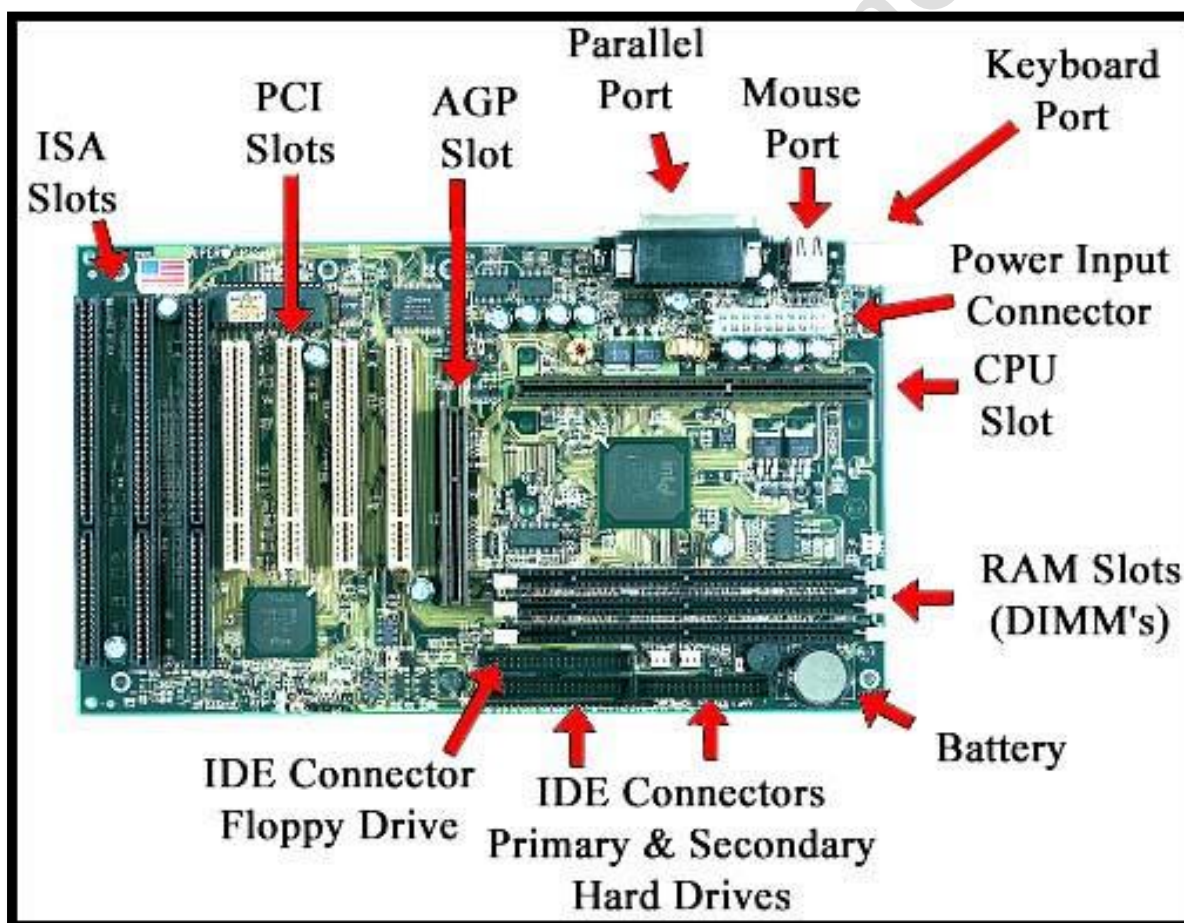 Parallel
Port
Mouse
Port
Keyboard
Port
PCI
Slots
AGP
Slot
ISA
Slots
Power Input
Connector
CPU
Slot
RAM Slots
(DIMM's)
Battery
IDE Connector
Floppy Drive
IDE Connectors
Primary & Secondary
Hard Drives